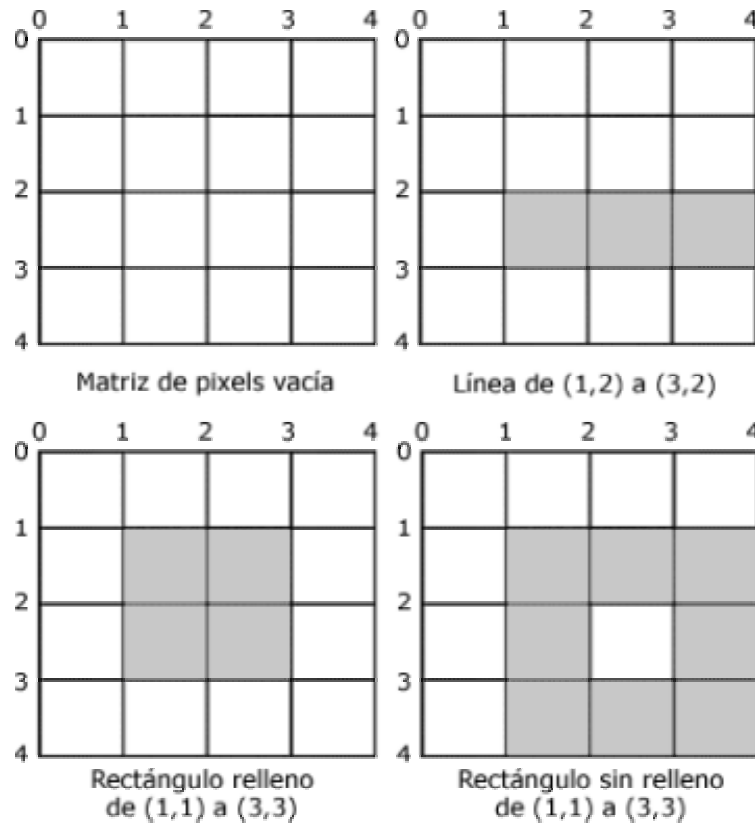 0 1 2 3 4
0
1
2
3
4
Matriz de pixels vacía
0 1 2 3 4
0
1
2
3
4
Línea de (1,2) a (3,2)
0 1 2 3 4
0
1
2
3
4
Rectángulo relleno
de (1,1) a (3,3)
0 1 2 3 4
0
1
2
3
4
Rectángulo sin relleno
de (1,1) a (3,3)